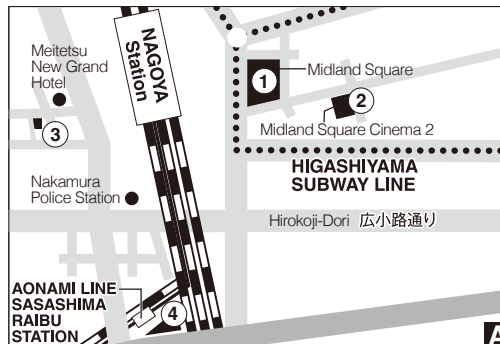 Meitetsu
New Grand
Hotel
NAGOYA
Station
1
Midland Square
2
Midland Square Cinema 2
3
HIGASHIYAMA
SUBWAY LINE
Nakamura
Police Station
Hirokoji-Dori 広小路通り
AONAMI LINE
SASASHIMA
RAIBU
STATION
4
A